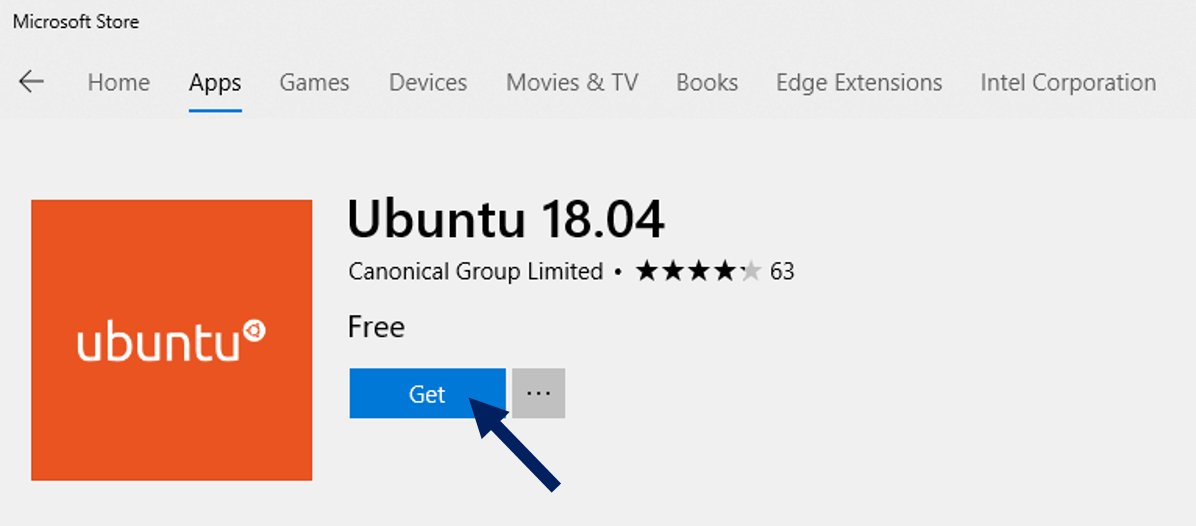 Microsoft Store
Home Apps Games Devices Movies & TV Books Edge Extensions Intel Corporation
ubuntu
Ubuntu 18.04
Canonical Group Limited • ★★★★★ 63
Free
Get ...